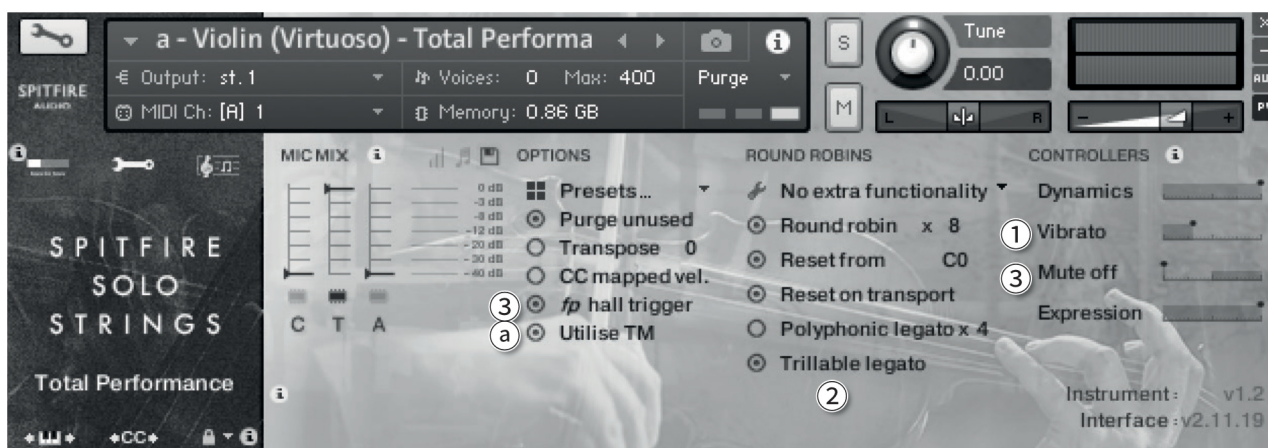 a - Violin (Virtuoso) - Total Performa
Output: st. 1
Voices: 0 Max: 400
Purge
MIDI Ch: [A] 1
Memory: 0.86 GB
S
M
Tune
0.00
L
R
-
+
SPITFIRE
AUDIO
SPITFIRE
SOLO
STRINGS
Total Performance
CC
MIC MIX
0 dB
-3 dB
-8 dB
-12 dB
-20 dB
-30 dB
-40 dB
C T A
OPTIONS
Presets...
Purge unused
Transpose 0
CC mapped vel.
3 fp hall trigger
a Utilise TM
ROUND ROBINS
No extra functionality
Round robin x 8
Reset from C0
Reset on transport
Polyphonic legato x 4
Trillable legato
2
CONTROLLERS
Dynamics
1 Vibrato
3 Mute off
Expression
Instrument: v1.2
Interface: v2.11.19